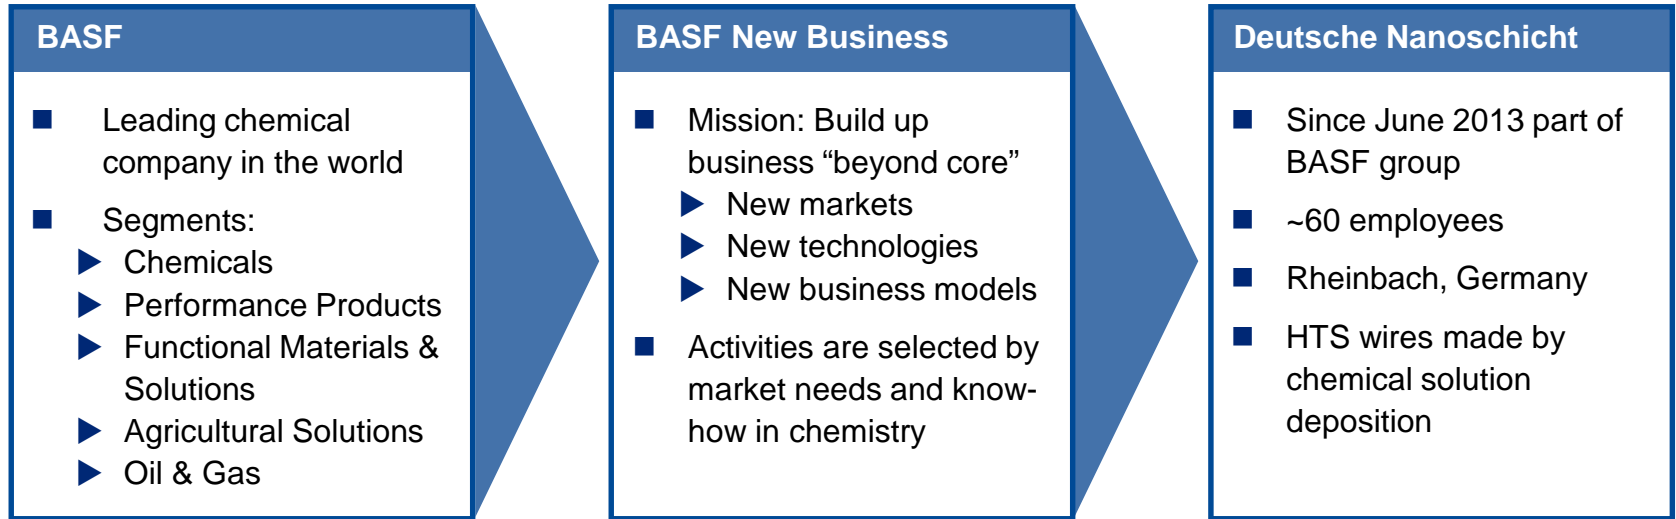 BASF
Leading chemical
company in the world
Segments:
Chemicals
Performance Products
Functional Materials &
Solutions
Agricultural Solutions
Oil & Gas
BASF New Business
Mission: Build up
business “beyond core”
New markets
New technologies
New business models
Activities are selected by
market needs and know-
how in chemistry
Deutsche Nanoschicht
Since June 2013 part of
BASF group
~60 employees
Rheinbach, Germany
HTS wires made by
chemical solution
deposition